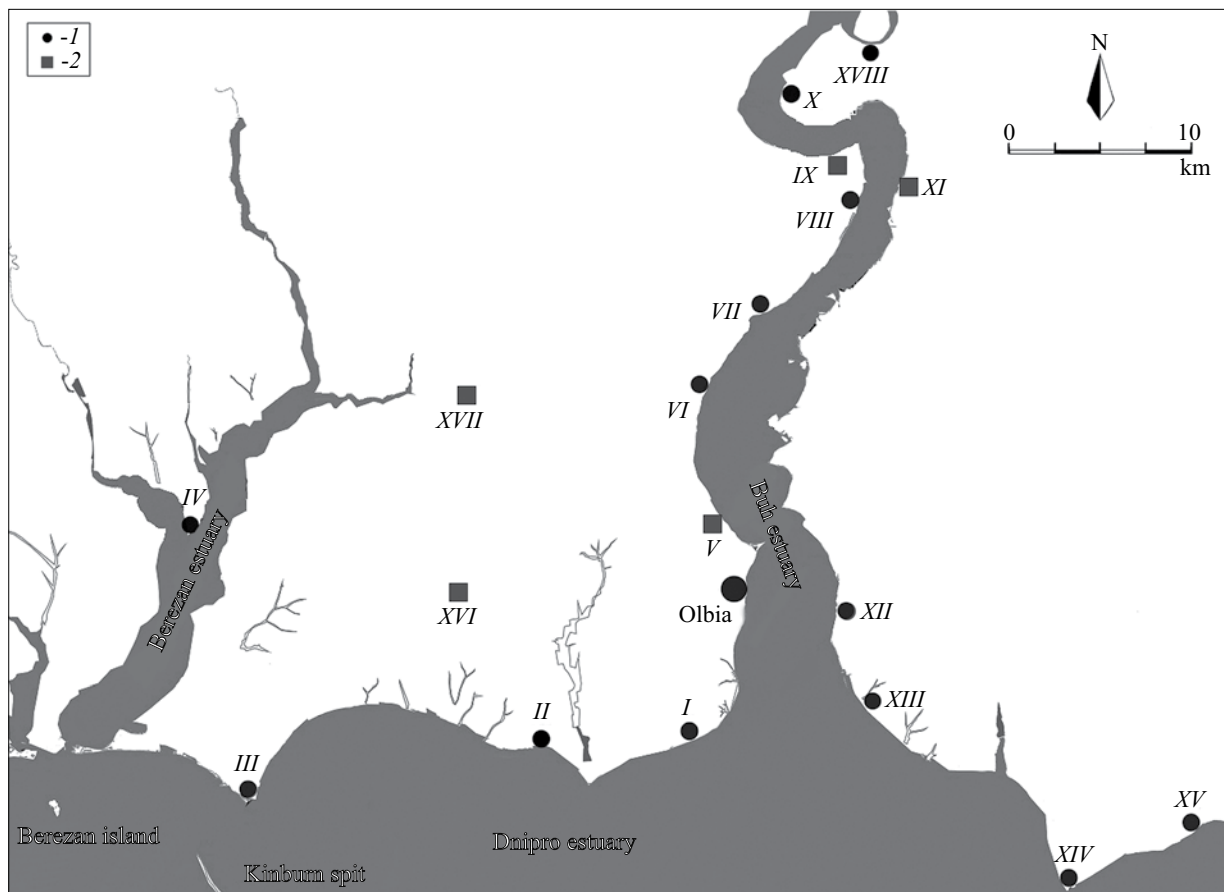 -1
-2
N
0 10
km
XVIII
X
IX
XI
VIII
VII
VI
XVII
IV
V
Buh estuary
Berezan estuary
XVI
Olbia
XII
XIII
I
II
III
XV
XIV
Berezan island
Dnipro estuary
Kinburn spit